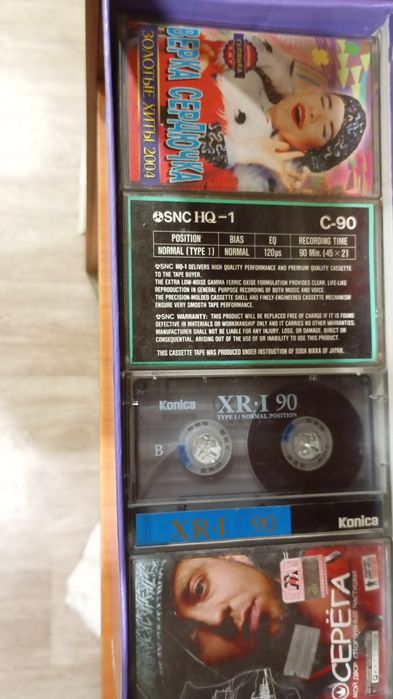 ВЕРКА СЕРДЮЧКА
ЗОЛОТЫЕ ХИТЫ 2004
SNC HQ-1 C-90
POSITION BIAS EQ RECORDING TIME
NORMAL (TYPE I) NORMAL 120μs 90 Min. (45 × 2)
SNC HQ-1 DELIVERS HIGH QUALITY PERFORMANCE AND PREMIUM QUALITY CASSETTE
TO THE TAPE BUYER.
THE EXTRA LOW-NOISE GAMMA FERRIC OXIDE FORMULATION PROVIDES CLEAR, LIFE-LIKE
REPRODUCTION IN GENERAL PURPOSE RECORDING OF BOTH MUSIC AND VOICE.
THE PRECISION-MOLDED CASSETTE SHELL AND FINELY-ENGINEERED CASSETTE MECHANISM
ENSURE VERY SMOOTH TAPE PERFORMANCE.
SNC WARRANTY: THIS PRODUCT WILL BE REPLACED FREE OF CHARGE IF IT IS FOUND
DEFECTIVE IN MATERIALS OR WORKMANSHIP ONLY AND IT CARRIES NO OTHER WARRANTIES.
MANUFACTURER SHALL NOT BE LIABLE FOR ANY INJURY, LOSS, OR DAMAGE, DIRECT OR
CONSEQUENTIAL, ARISING OUT OF THE USE OF OR INABILITY TO USE THIS PRODUCT.
THIS CASSETTE TAPE WAS PRODUCED UNDER INSTRUCTION OF SODA NIKKA OF JAPAN.
Konica XR-I 90
TYPE I / NORMAL POSITION
B
XR-I 90 Konica
СЕРЁГА
МОЙ ДВОР СПОРТИВНЫЕ ЧАСТУШКИ